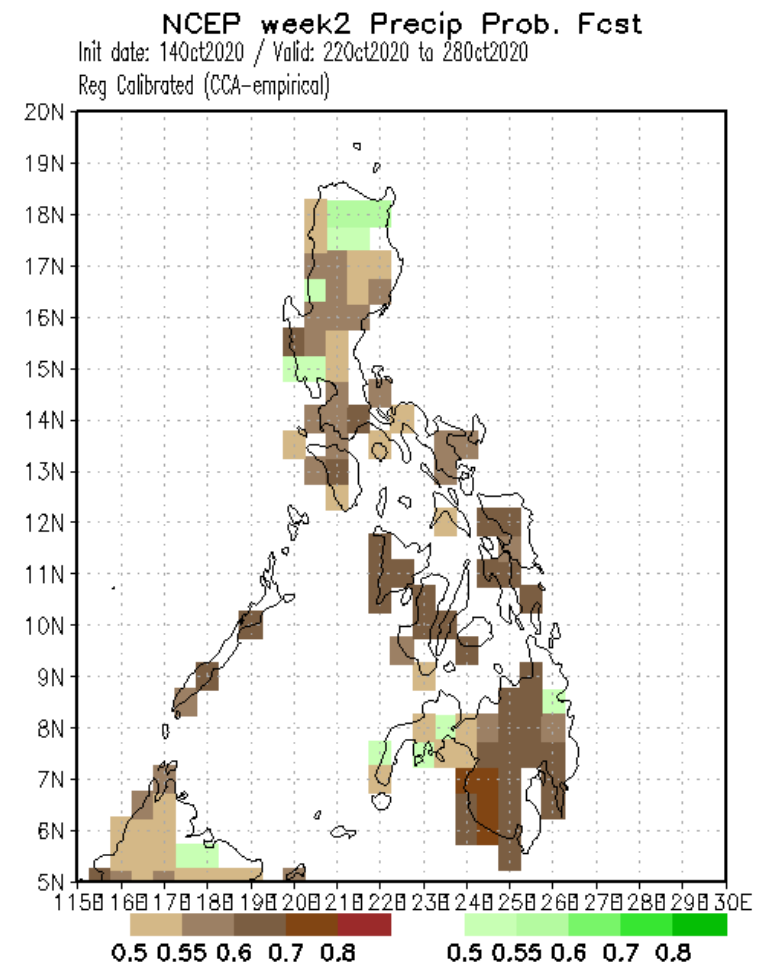 NCEP week2 Precip Prob. Fcst
Init date: 14Oct2020 / Valid: 22Oct2020 to 28Oct2020
Reg Calibrated (CCA-empirical)
20N
19N
18N
17N
16N
15N
14N
13N
12N
11N
10N
9N
8N
7N
6N
5N
115E 116E 117E 118E 119E 120E 121E 122E 123E 124E 125E 126E 127E 128E 129E 130E
0.5 0.55 0.6 0.7 0.8 0.5 0.55 0.6 0.7 0.8